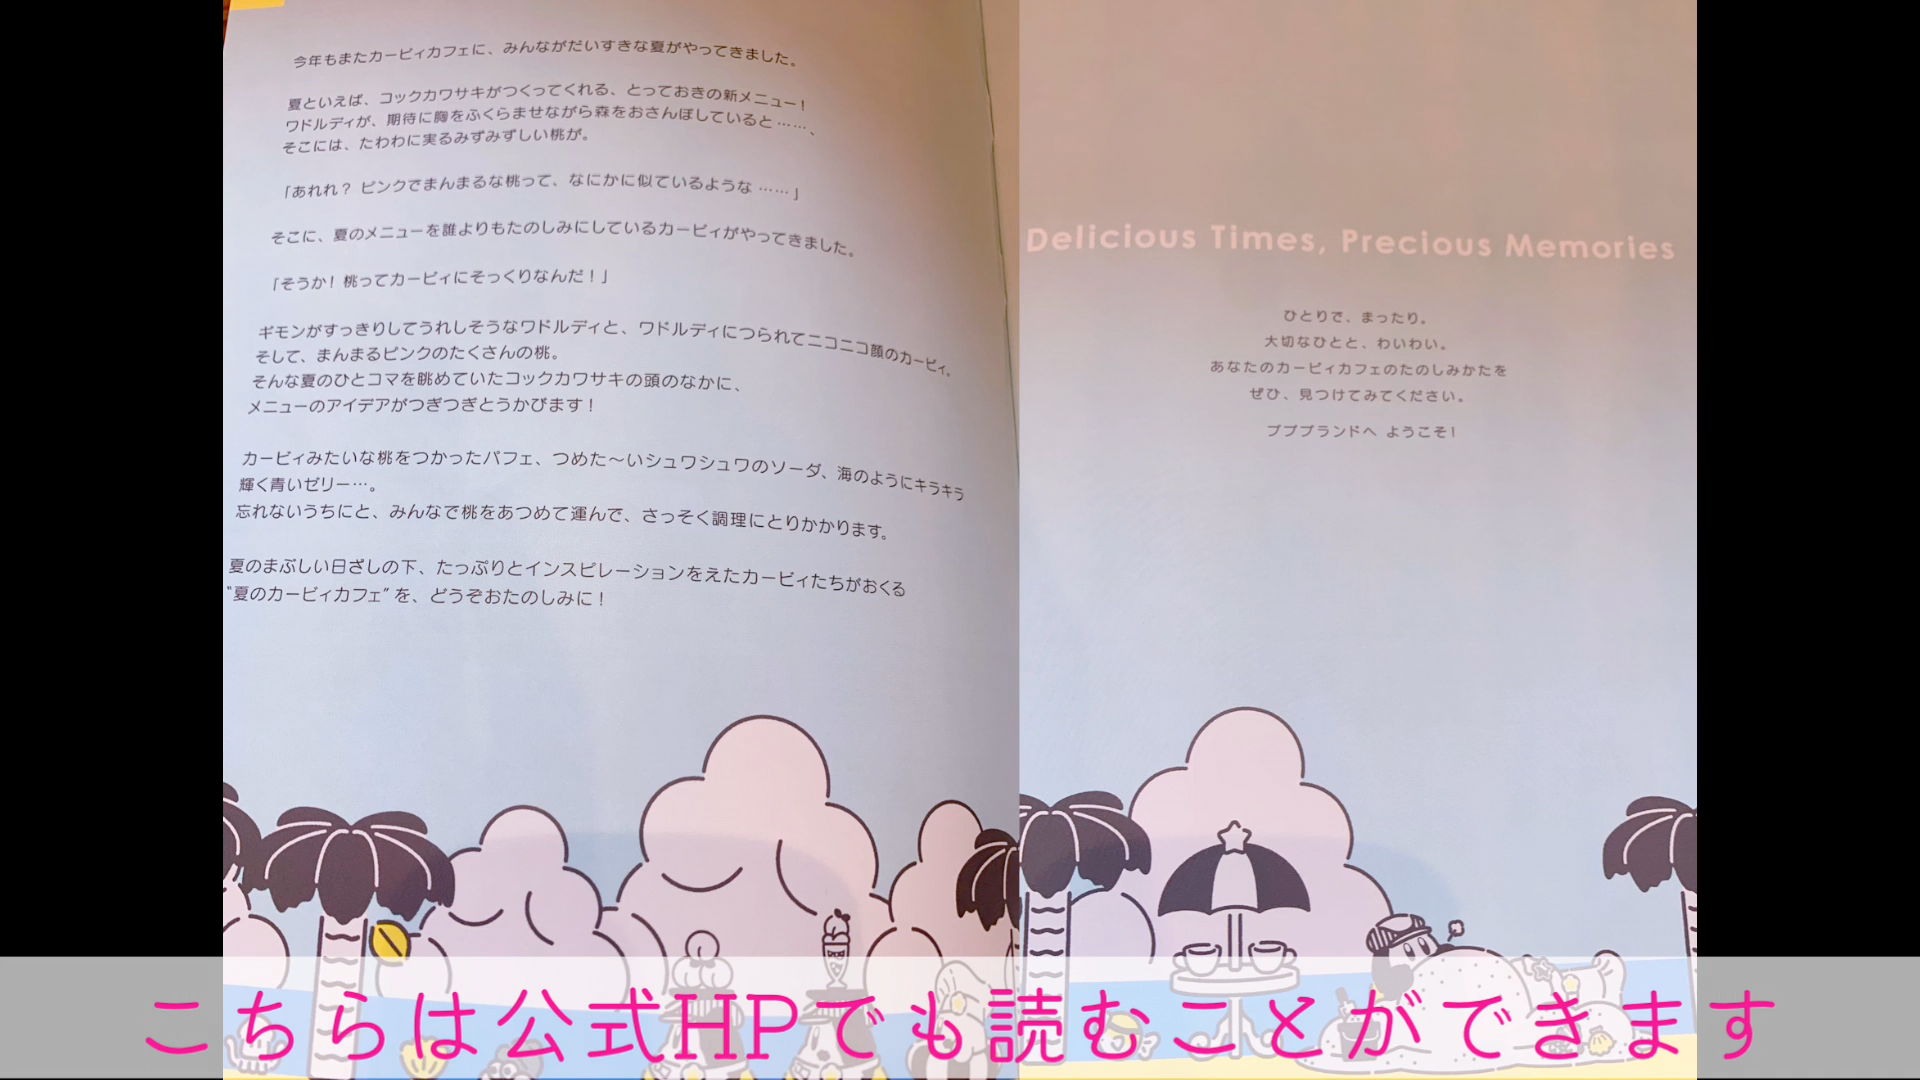 今年もまたカービィカフェに、みんながだいすきな夏がやってきました。
夏といえば、コックカワサキがつくってくれる、とっておきの新メニュー！
ワドルディが、期待に胸をふくらませながら森をおさんぽしていると……、
そこには、たわわに実るみずみずしい桃が。
「あれれ？ ピンクでまんまるな桃って、なにかに似ているような ……」
そこに、夏のメニューを誰よりもたのしみにしているカービィがやってきました。
「そうか！桃ってカービィにそっくりなんだ！」
ギモンがすっきりしてうれしそうなワドルディと、ワドルディにつられてニコニコ顔のカービィ。
そして、まんまるピンクのたくさんの桃。
そんな夏のひとコマを眺めていたコックカワサキの頭のなかに、
メニューのアイデアがつぎつぎとうかびます！
カービィみたいな桃をつかったパフェ、つめた〜いシュワシュワのソーダ、海のようにキラキラ
輝く青いゼリー…。
忘れないうちにと、みんなで桃をあつめて運んで、さっそく調理にとりかかります。
夏のまぶしい日ざしの下、たっぷりとインスピレーションをえたカービィたちがおくる
“夏のカービィカフェ”を、どうぞおたのしみに！
Delicious Times, Precious Memories
ひとりで、まったり。
大切なひとと、わいわい。
あなたのカービィカフェのたのしみかたを
ぜひ、見つけてみてください。
プププランドへ ようこそ！
こちらは公式HPでも読むことができます